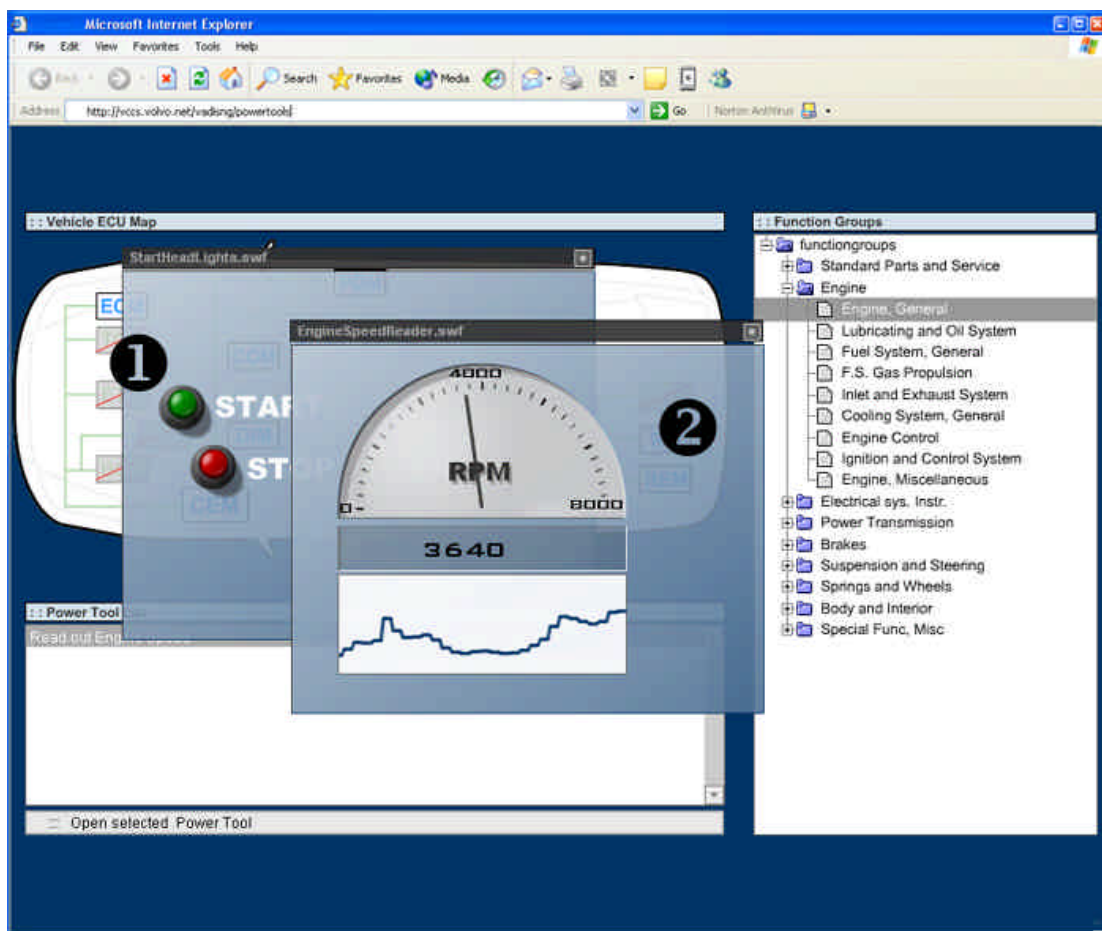 Microsoft Internet Explorer
File Edit View Favorites Tools Help
Back Search Favorites Media
Address http://vccs.volvo.net/vadisng/powertools Go Norton AntiVirus
: : Vehicle ECU Map
: : Function Groups
functiongroups
Standard Parts and Service
Engine
Engine, General
Lubricating and Oil System
Fuel System, General
F.S. Gas Propulsion
Inlet and Exhaust System
Cooling System, General
Engine Control
Ignition and Control System
Engine, Miscellaneous
Electrical sys. Instr.
Power Transmission
Brakes
Suspension and Steering
Springs and Wheels
Body and Interior
Special Func, Misc
StartHeadLights.swf
1
START
STOP
CEM
EngineSpeedReader.swf
2
4000
RPM
0
8000
3640
: : Power Tool
Read out Engine Speed
Open selected Power Tool